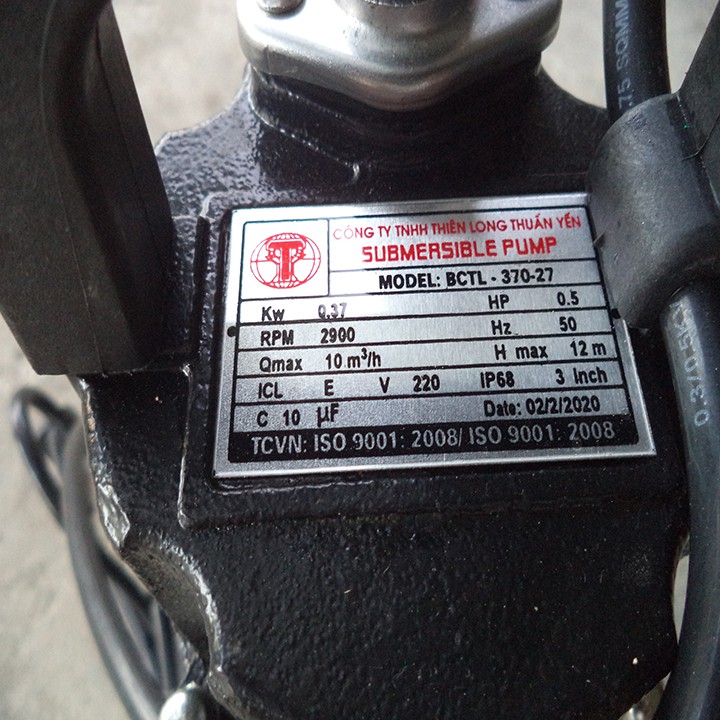 CÔNG TY TNHH THIÊN LONG THUẤN YẾN
SUBMERSIBLE PUMP
T
MODEL: BCTL - 370-27
Kw 0.37 HP 0.5
RPM 2900 Hz 50
Qmax 10 m³/h H max 12 m
ICL E V 220 IP68 3 Inch
C 10 µF Date: 02/2/2020
TCVN: ISO 9001: 2008/ ISO 9001: 2008
75 SQMM